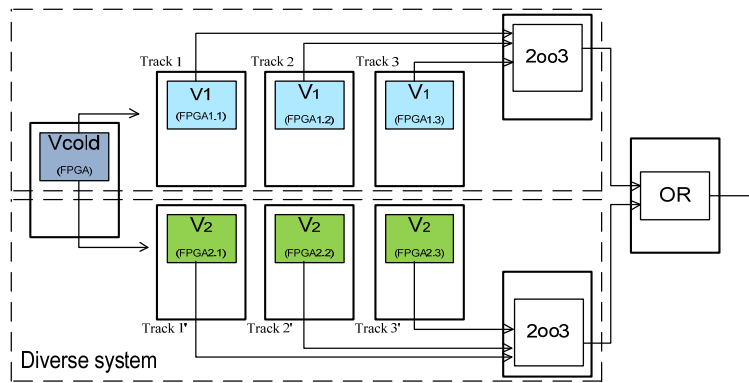 Track 1 Track 2 Track 3
2oo3
V1 V1 V1
(FPGA1.1) (FPGA1.2) (FPGA1.3)
Vcold
(FPGA)
OR
V2 V2 V2
(FPGA2.1) (FPGA2.2) (FPGA2.3)
Track 1' Track 2' Track 3'
2oo3
Diverse system